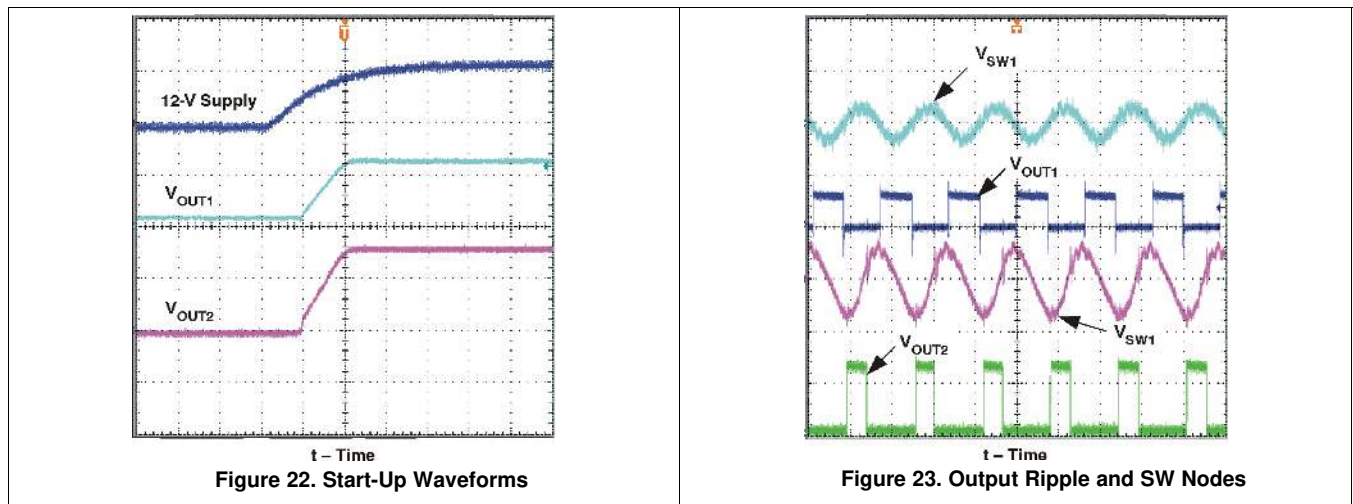 12-V Supply
VOUT1
VOUT2
t – Time
Figure 22. Start-Up Waveforms
VSW1
VOUT1
VSW1
VOUT2
t – Time
Figure 23. Output Ripple and SW Nodes